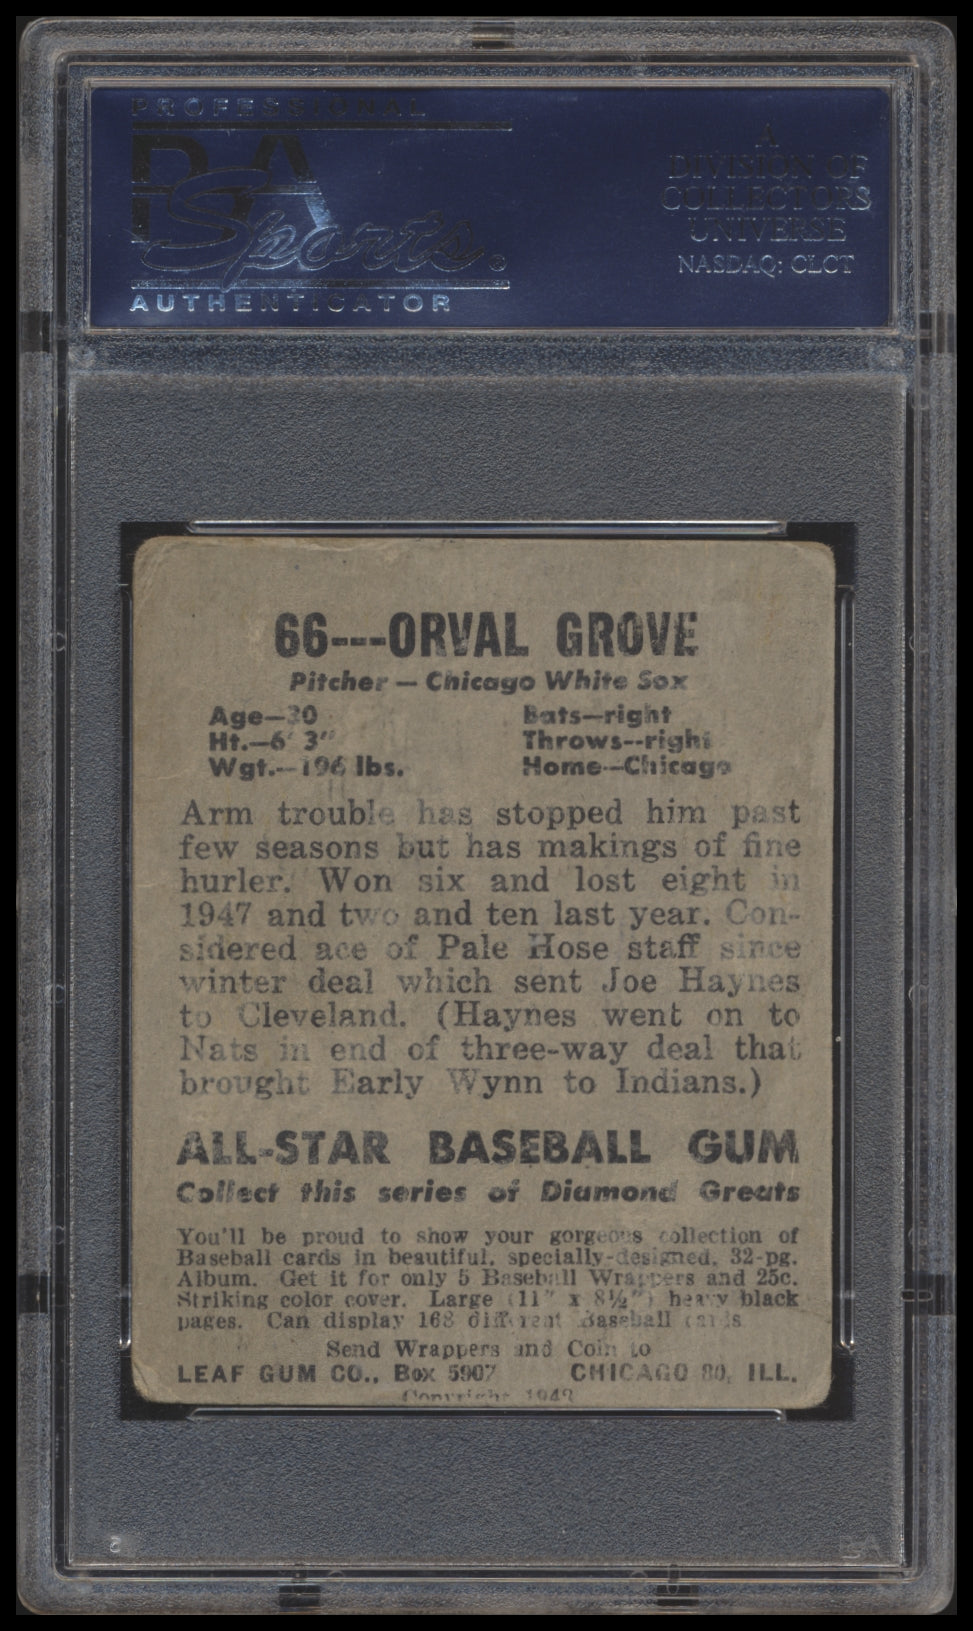 PROFESSIONAL
PSA
Sports
AUTHENTICATOR
A
DIVISION OF
COLLECTORS
UNIVERSE
NASDAQ: CLCT
66---ORVAL GROVE
Pitcher — Chicago White Sox
Age—30
Bats—right
Ht.—6' 3"
Throws--right
Wgt.—196 lbs.
Home—Chicago
Arm trouble has stopped him past
few seasons but has makings of fine
hurler. Won six and lost eight in
1947 and two and ten last year. Con-
sidered ace of Pale Hose staff since
winter deal which sent Joe Haynes
to Cleveland. (Haynes went on to
Nats in end of three-way deal that
brought Early Wynn to Indians.)
ALL-STAR BASEBALL GUM
Collect this series of Diamond Greats
You'll be proud to show your gorgeous collection of
Baseball cards in beautiful, specially-designed, 32-pg.
Album. Get it for only 5 Baseball Wrappers and 25c.
Striking color cover. Large (11" x 8½") heavy black
pages. Can display 168 different Baseball cards
Send Wrappers and Coin to
LEAF GUM CO., Box 5907 CHICAGO 80, ILL.
Copyright